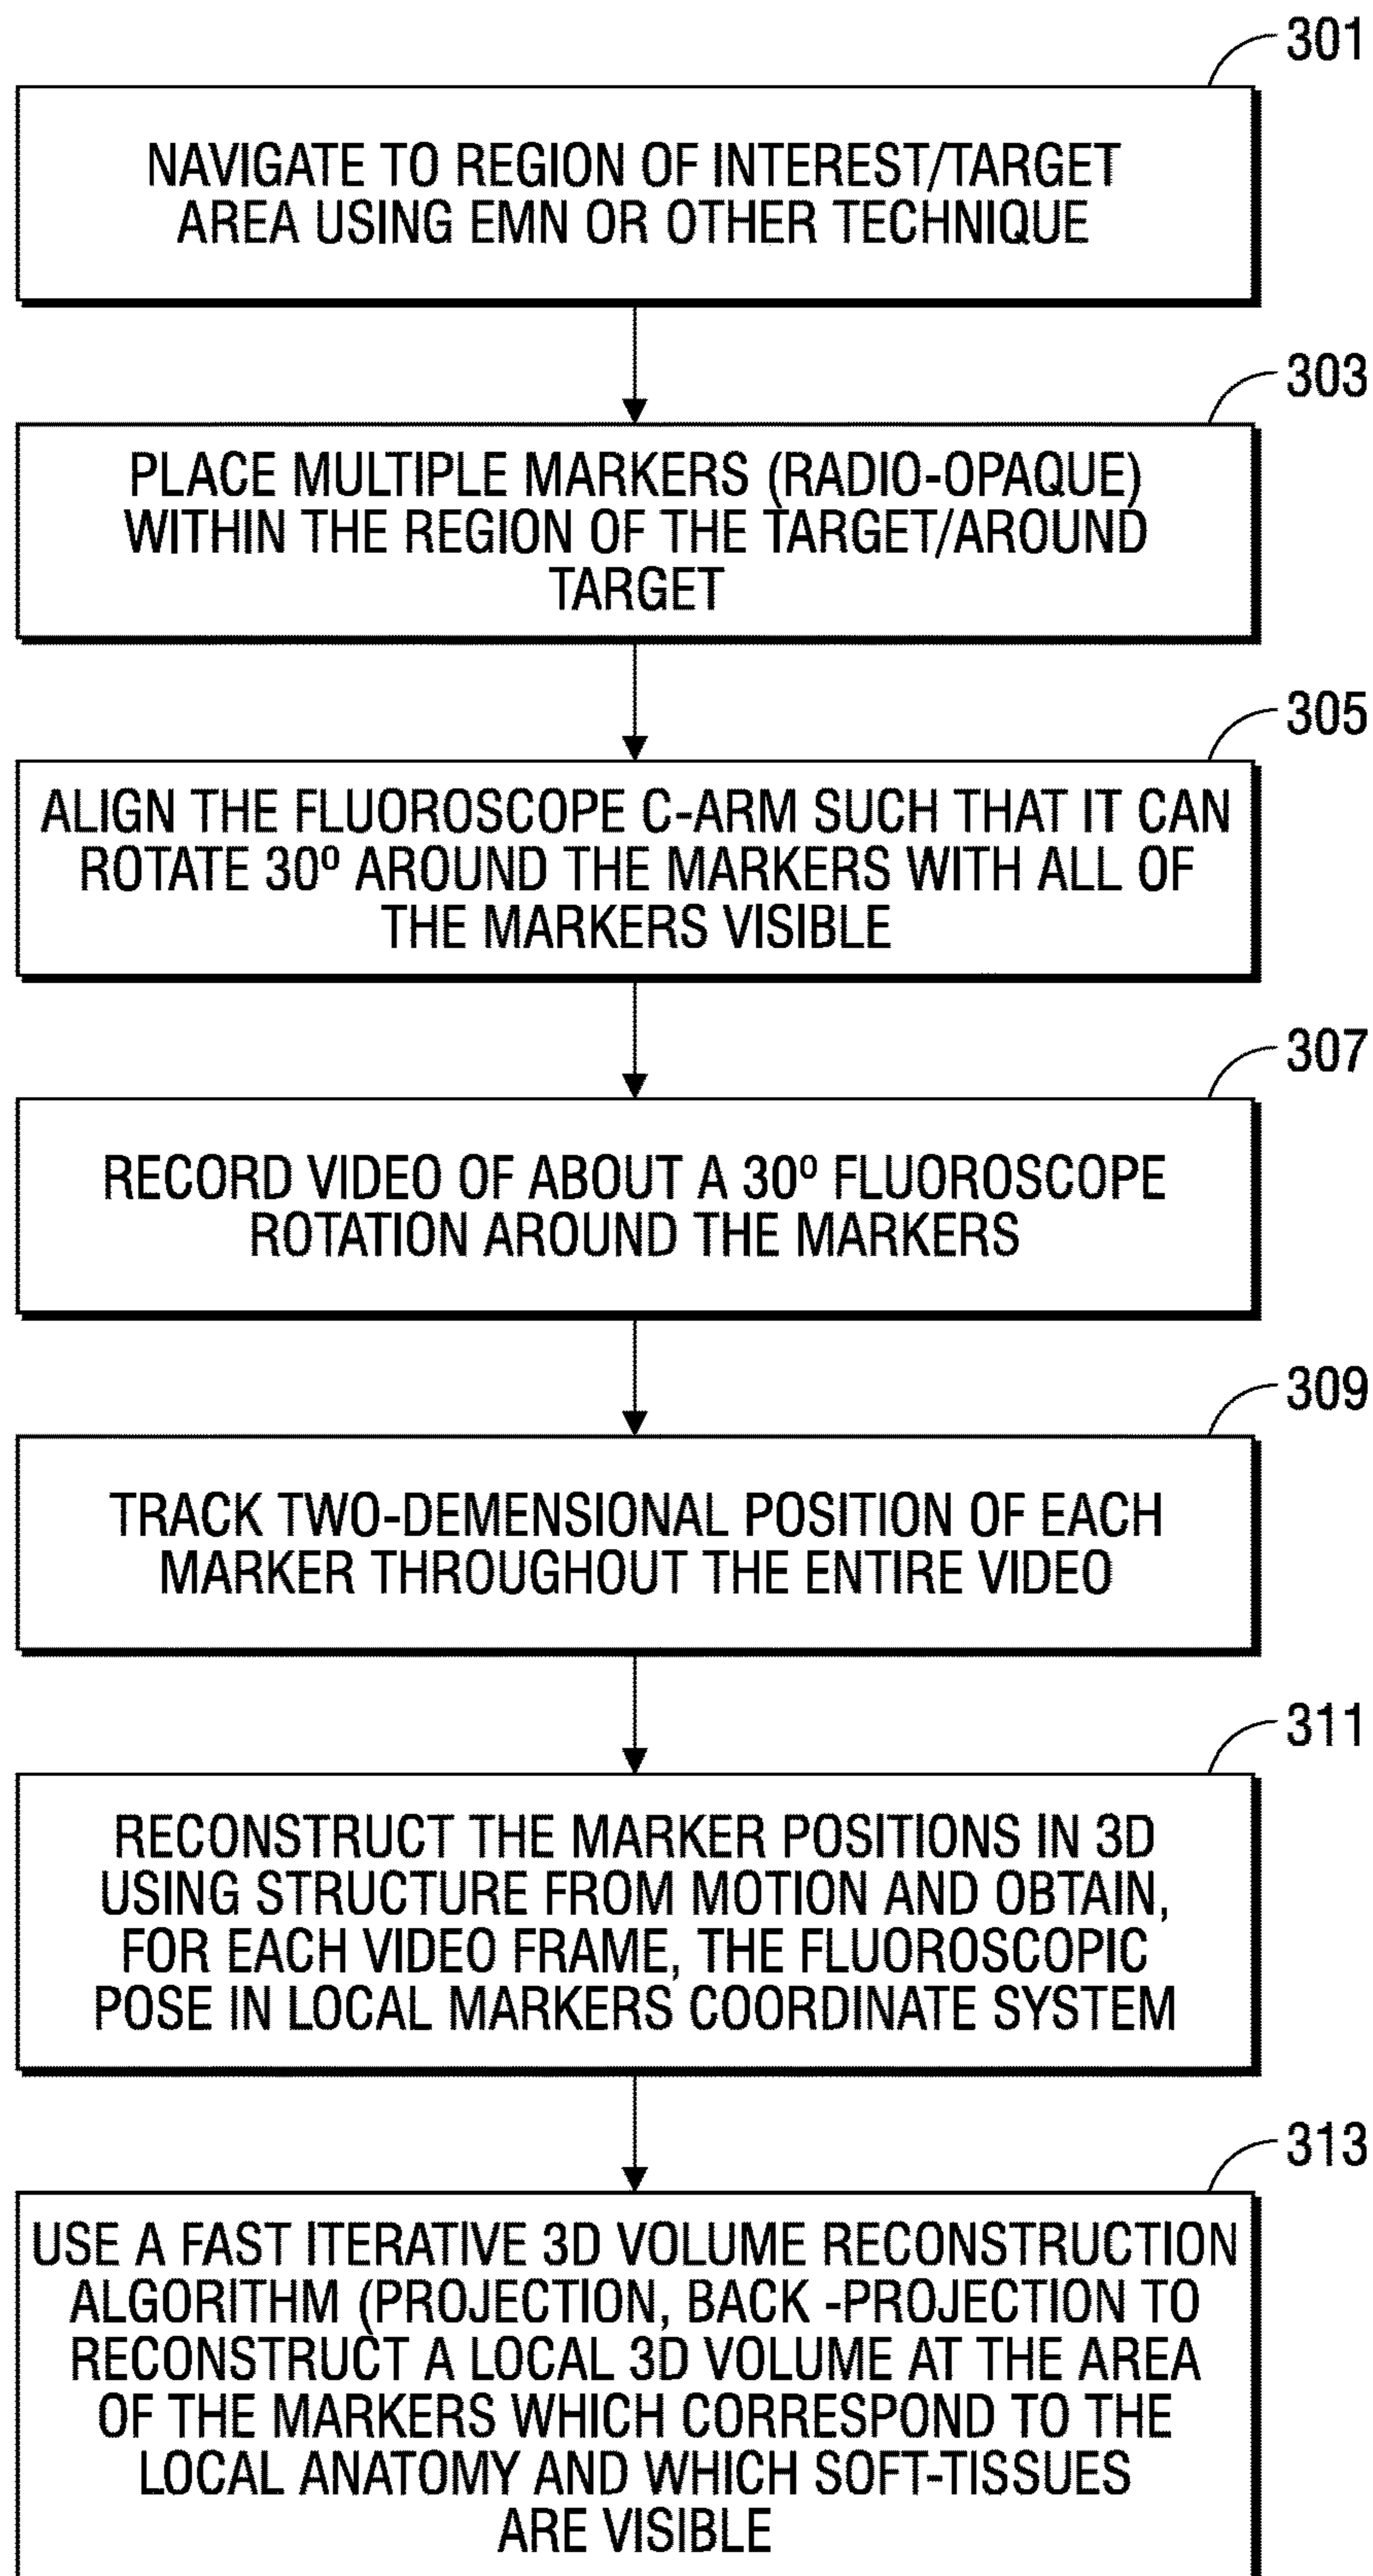 301
NAVIGATE TO REGION OF INTEREST/TARGET
AREA USING EMN OR OTHER TECHNIQUE
303
PLACE MULTIPLE MARKERS (RADIO-OPAQUE)
WITHIN THE REGION OF THE TARGET/AROUND
TARGET
305
ALIGN THE FLUOROSCOPE C-ARM SUCH THAT IT CAN
ROTATE 30º AROUND THE MARKERS WITH ALL OF
THE MARKERS VISIBLE
307
RECORD VIDEO OF ABOUT A 30º FLUOROSCOPE
ROTATION AROUND THE MARKERS
309
TRACK TWO-DEMENSIONAL POSITION OF EACH
MARKER THROUGHOUT THE ENTIRE VIDEO
311
RECONSTRUCT THE MARKER POSITIONS IN 3D
USING STRUCTURE FROM MOTION AND OBTAIN,
FOR EACH VIDEO FRAME, THE FLUOROSCOPIC
POSE IN LOCAL MARKERS COORDINATE SYSTEM
313
USE A FAST ITERATIVE 3D VOLUME RECONSTRUCTION
ALGORITHM (PROJECTION, BACK -PROJECTION TO
RECONSTRUCT A LOCAL 3D VOLUME AT THE AREA
OF THE MARKERS WHICH CORRESPOND TO THE
LOCAL ANATOMY AND WHICH SOFT-TISSUES
ARE VISIBLE